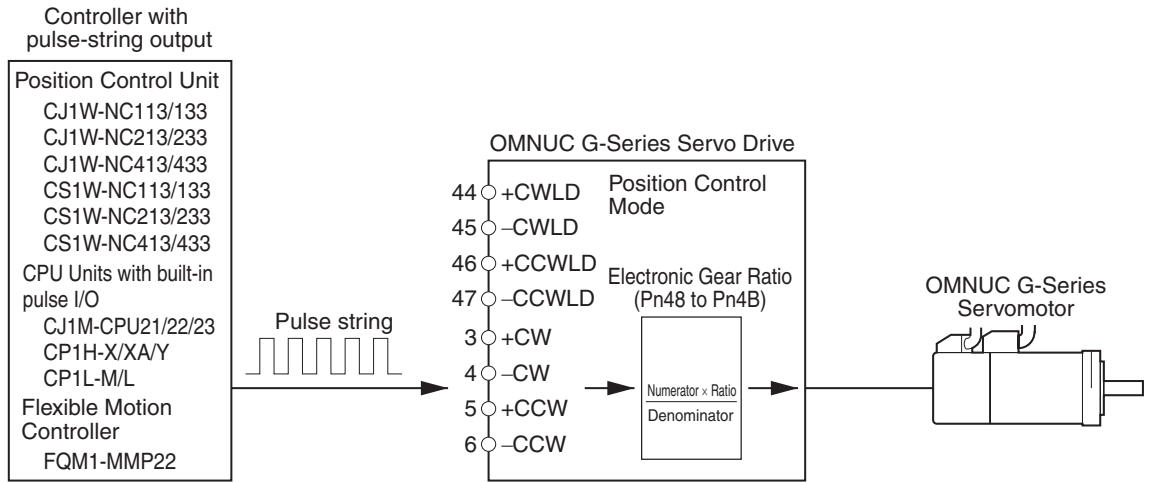 Controller with
pulse-string output
Position Control Unit
CJ1W-NC113/133
CJ1W-NC213/233
CJ1W-NC413/433
CS1W-NC113/133
CS1W-NC213/233
CS1W-NC413/433
CPU Units with built-in
pulse I/O
CJ1M-CPU21/22/23
CP1H-X/XA/Y
CP1L-M/L
Flexible Motion
Controller
FQM1-MMP22
Pulse string
OMNUC G-Series Servo Drive
44 +CWLD
45 –CWLD
46 +CCWLD
47 –CCWLD
3 +CW
4 –CW
5 +CCW
6 –CCW
Position Control
Mode
Electronic Gear Ratio
(Pn48 to Pn4B)
Numerator × Ratio
Denominator
OMNUC G-Series
Servomotor